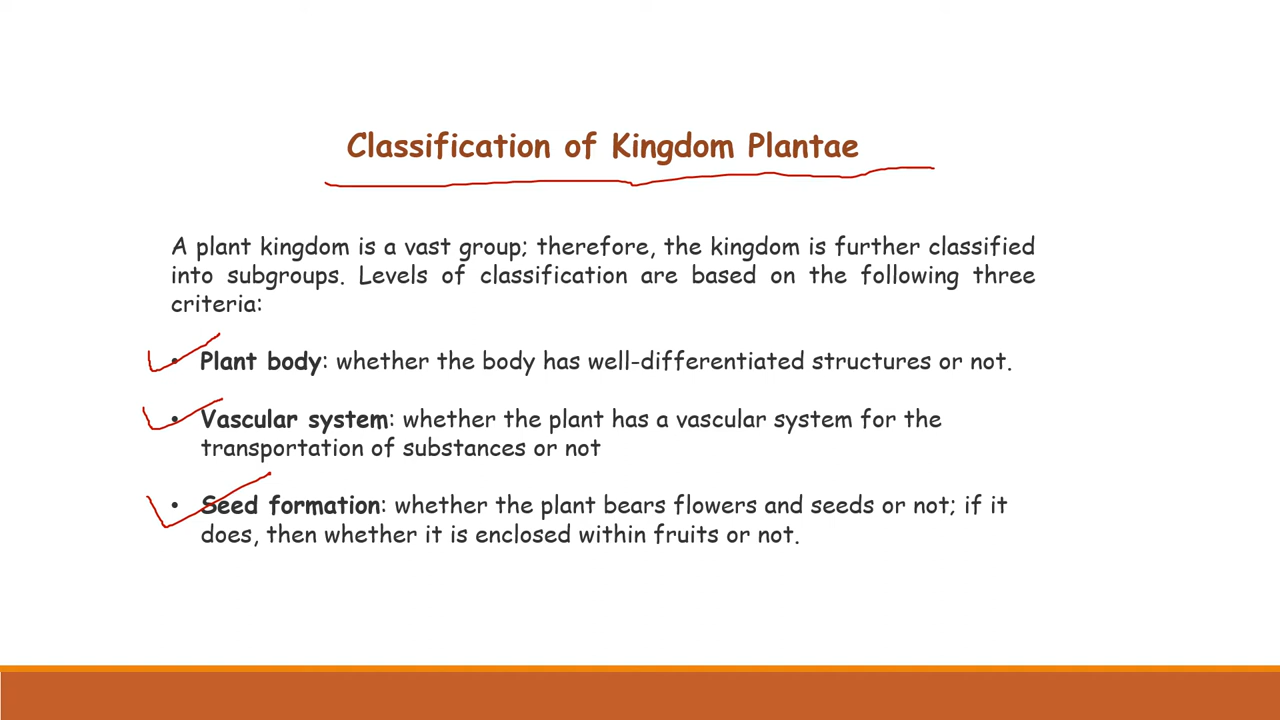 Classification of Kingdom Plantae
A plant kingdom is a vast group; therefore, the kingdom is further classified
into subgroups. Levels of classification are based on the following three
criteria:
• Plant body: whether the body has well-differentiated structures or not.
• Vascular system: whether the plant has a vascular system for the
transportation of substances or not
• Seed formation: whether the plant bears flowers and seeds or not; if it
does, then whether it is enclosed within fruits or not.